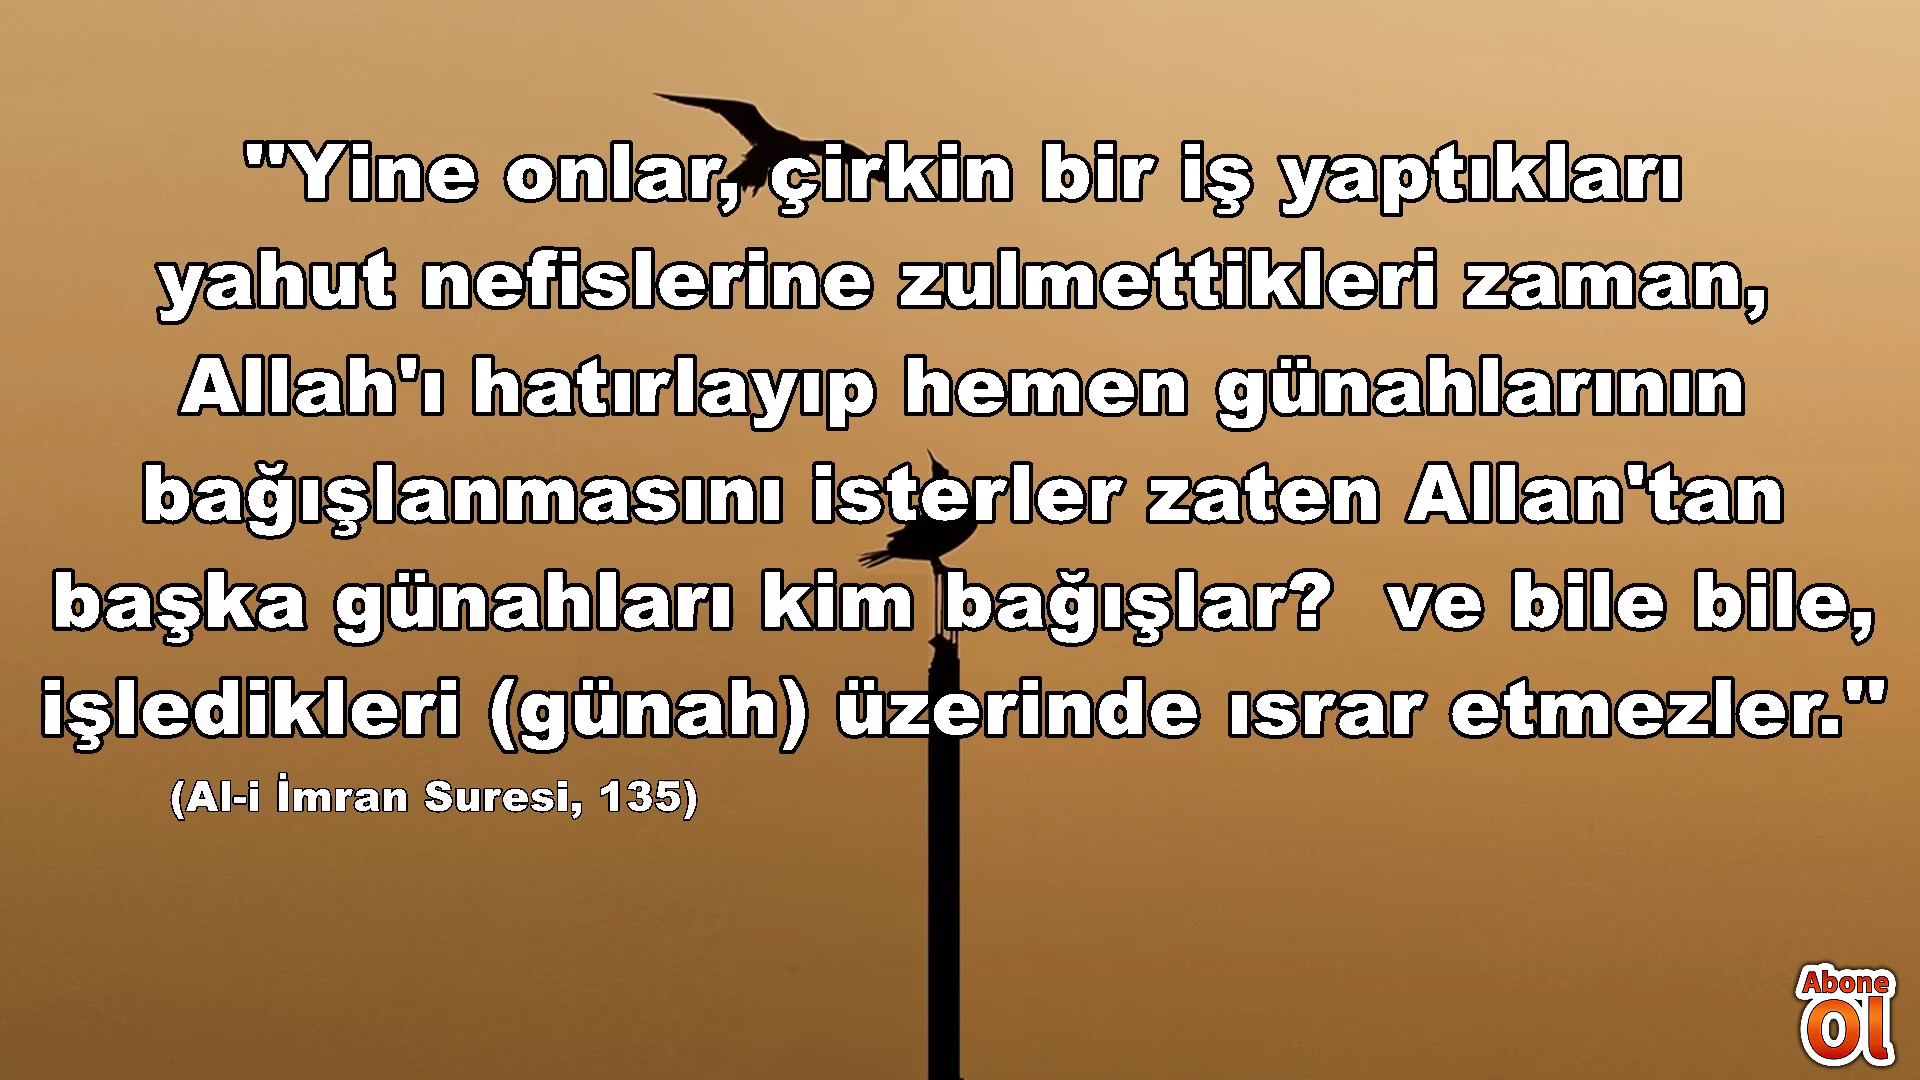 "Yine onlar, çirkin bir iş yaptıkları
yahut nefislerine zulmettikleri zaman,
Allah'ı hatırlayıp hemen günahlarının
bağışlanmasını isterler zaten Allan'tan
başka günahları kim bağışlar?  ve bile bile,
işledikleri (günah) üzerinde ısrar etmezler."
(Al-i İmran Suresi, 135)
Abone
Ol